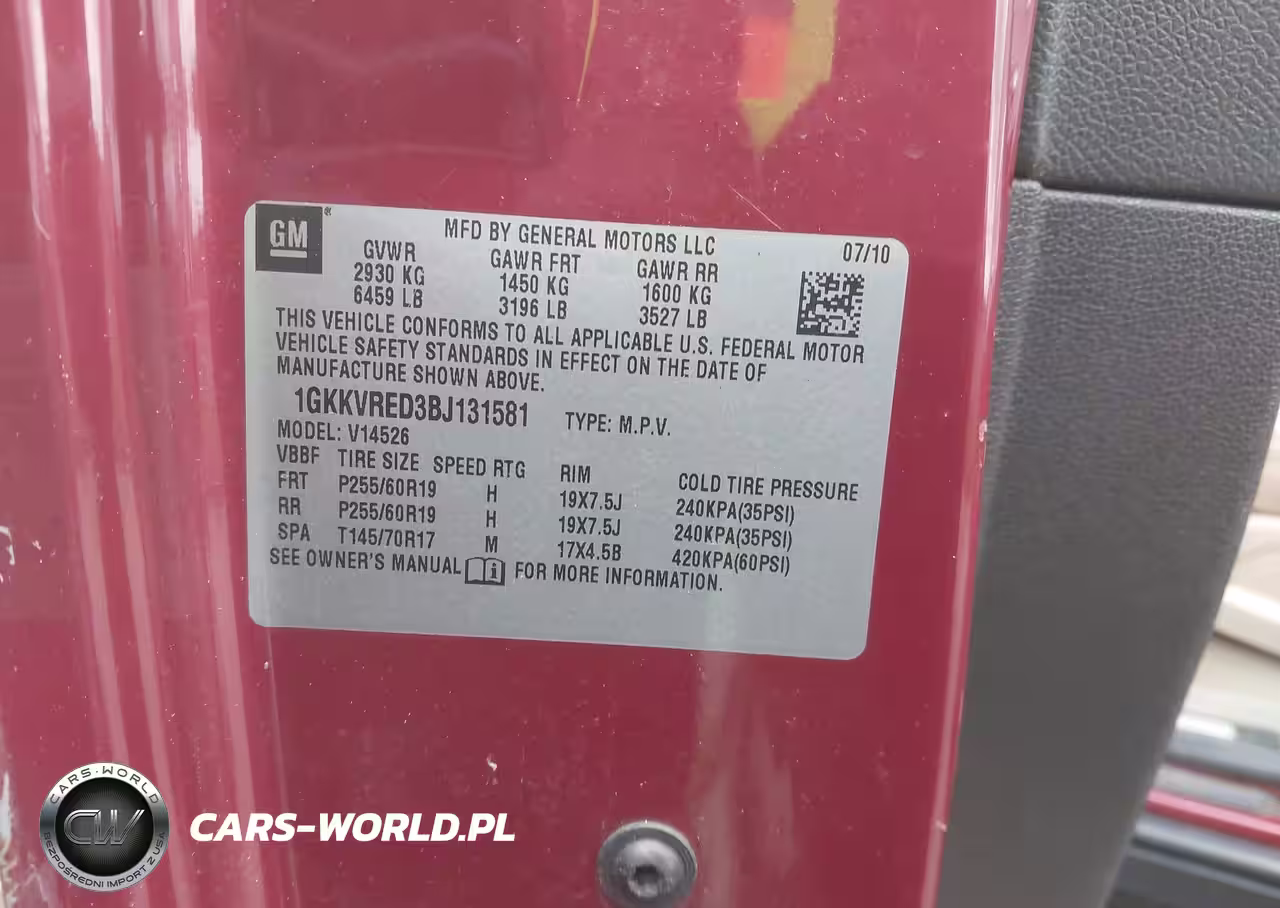 GM
MFD BY GENERAL MOTORS LLC 07/10
GVWR GAWR FRT GAWR RR
2930 KG 1450 KG 1600 KG
6459 LB 3196 LB 3527 LB
THIS VEHICLE CONFORMS TO ALL APPLICABLE U.S. FEDERAL MOTOR
VEHICLE SAFETY STANDARDS IN EFFECT ON THE DATE OF
MANUFACTURE SHOWN ABOVE.
1GKKVRED3BJ131581 TYPE: M.P.V.
MODEL: V14526
VBBF TIRE SIZE SPEED RTG RIM COLD TIRE PRESSURE
FRT P255/60R19 H 19X7.5J 240KPA(35PSI)
RR P255/60R19 H 19X7.5J 240KPA(35PSI)
SPA T145/70R17 M 17X4.5B 420KPA(60PSI)
SEE OWNER'S MANUAL FOR MORE INFORMATION.
CARS-WORLD
CW
BEZPOŚREDNI IMPORT Z USA
CARS-WORLD.PL